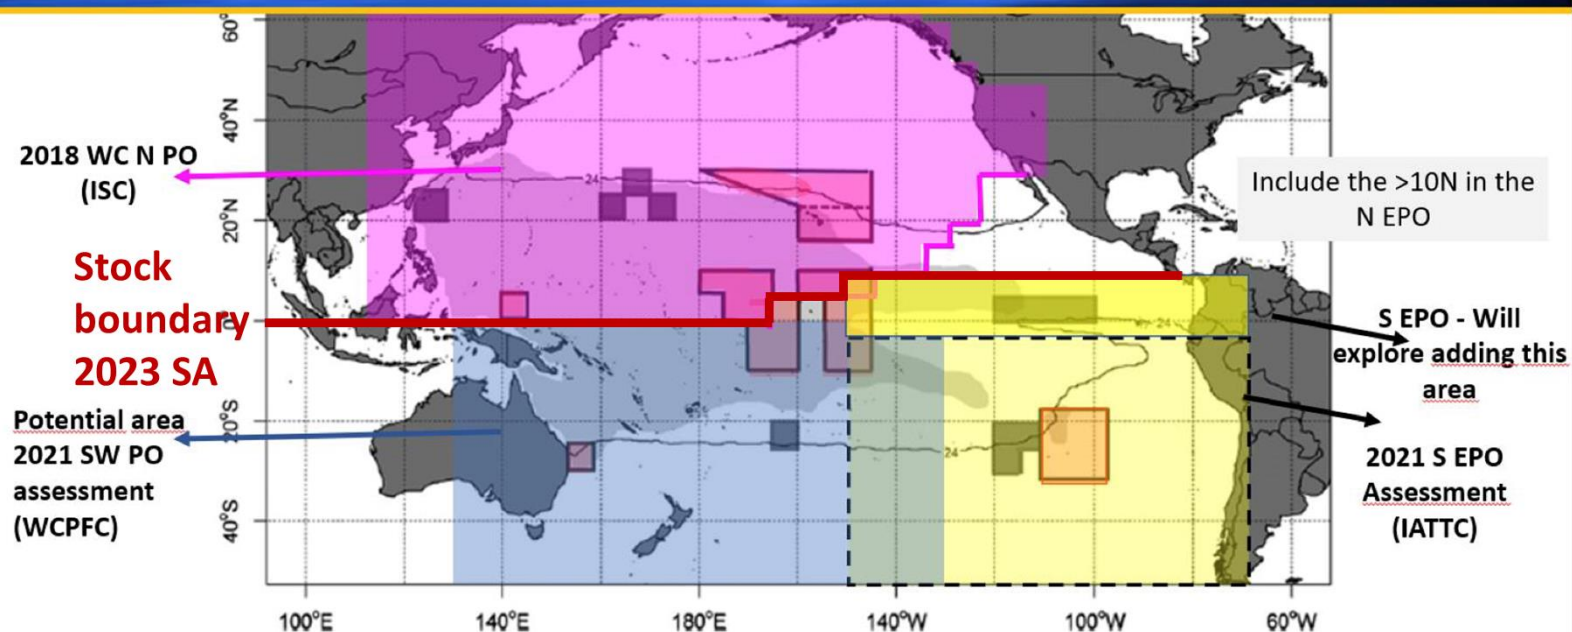 60°
40°N
20°N
0°
20°S
40°S
2018 WC N PO
(ISC)
Stock
boundary
2023 SA
Potential area
2021 SW PO
assessment
(WCPFC)
24
24
24
Include the >10N in the
N EPO
S EPO - Will
explore adding this
area
2021 S EPO
Assessment
(IATTC)
100°E
140°E
180°E
140°W
100°W
60°W